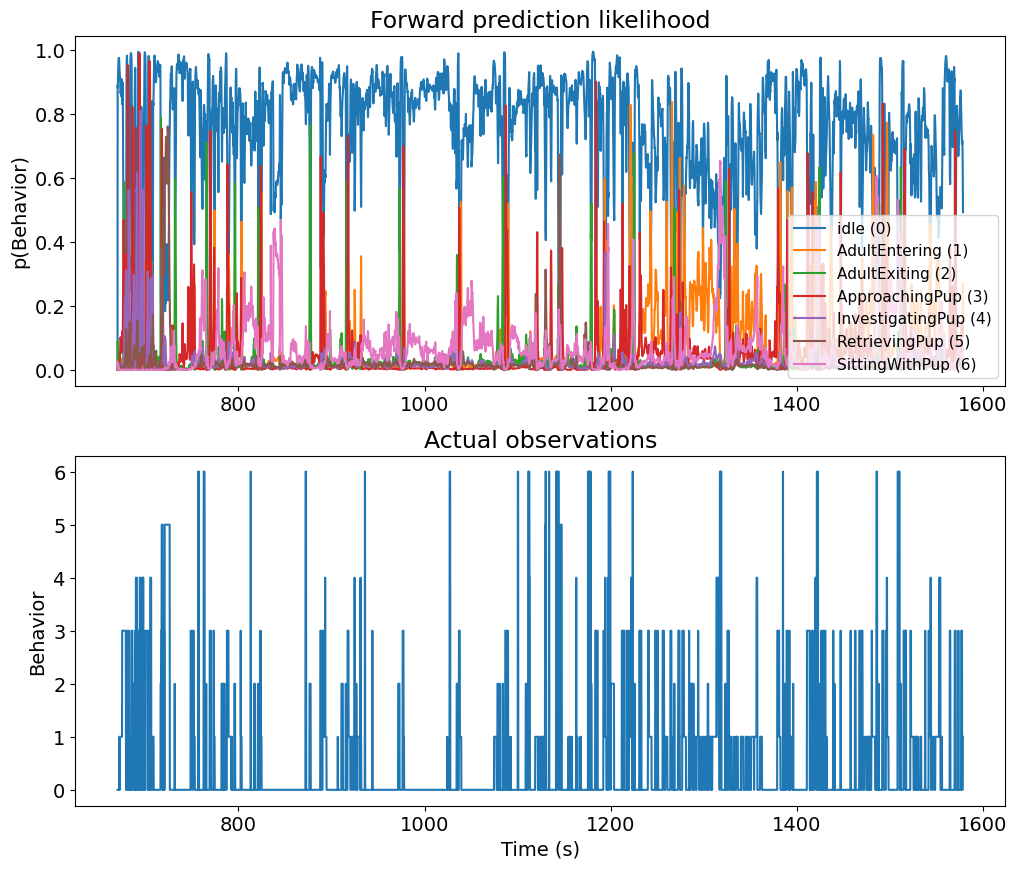 Forward prediction likelihood
p(Behavior)
1.0
0.8
0.6
0.4
0.2
0.0
idle (0)
AdultEntering (1)
AdultExiting (2)
ApproachingPup (3)
InvestigatingPup (4)
RetrievingPup (5)
SittingWithPup (6)
800 1000 1200 1400 1600
Actual observations
Behavior
6
5
4
3
2
1
0
800 1000 1200 1400 1600
Time (s)